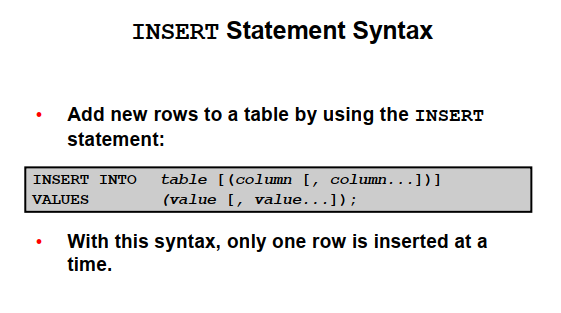 INSERT Statement Syntax
• Add new rows to a table by using the INSERT
statement:
INSERT INTO table [(column [, column...])]
VALUES (value [, value...]);
• With this syntax, only one row is inserted at a
time.